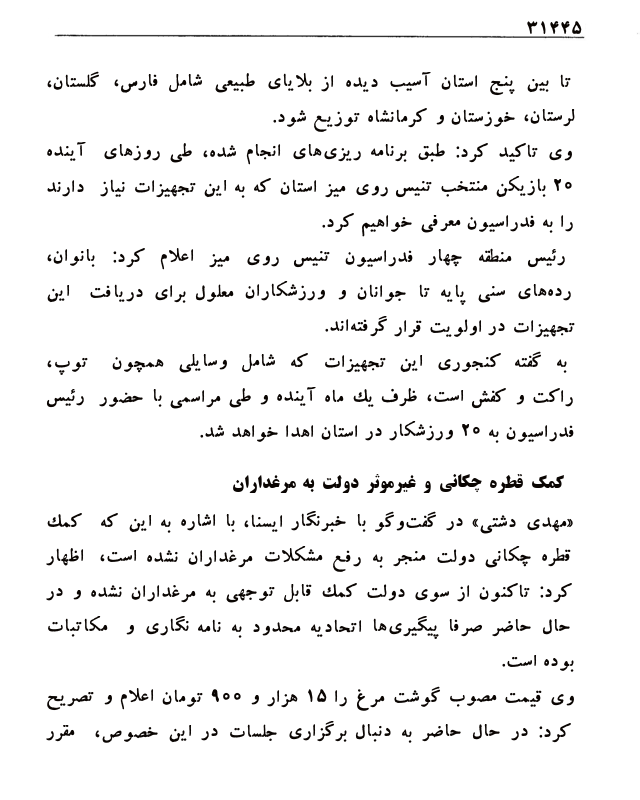 ۳۱۴۴۵
تا بین پنج استان آسیب دیده از بلایای طبیعی شامل فارس، گلستان،
لرستان، خوزستان و کرمانشاه توزیع شود.
وی تاکید کرد: طبق برنامه ریزی‌های انجام شده، طی روزهای آینده
۲۰ بازیکن منتخب تنیس روی میز استان که به این تجهیزات نیاز دارند
را به فدراسیون معرفی خواهیم کرد.
رئیس منطقه چهار فدراسیون تنیس روی میز اعلام کرد: بانوان،
رده‌های سنی پایه تا جوانان و ورزشکاران معلول برای دریافت این
تجهیزات در اولویت قرار گرفته‌اند.
به گفته کنجوری این تجهیزات که شامل وسایلی همچون توپ،
راکت و کفش است، ظرف یك ماه آینده و طی مراسمی با حضور رئیس
فدراسیون به ۲۰ ورزشکار در استان اهدا خواهد شد.
کمک قطره چکانی و غیرموثر دولت به مرغداران
«مهدی دشتی» در گفت‌وگو با خبرنگار ایسنا، با اشاره به این که کمك
قطره چکانی دولت منجر به رفع مشکلات مرغداران نشده است، اظهار
کرد: تاکنون از سوی دولت کمك قابل توجهی به مرغداران نشده و در
حال حاضر صرفا پیگیری‌ها اتحادیه محدود به نامه نگاری و مکاتبات
بوده است.
وی قیمت مصوب گوشت مرغ را ۱۵ هزار و ۹۰۰ تومان اعلام و تصریح
کرد: در حال حاضر به دنبال برگزاری جلسات در این خصوص، مقرر